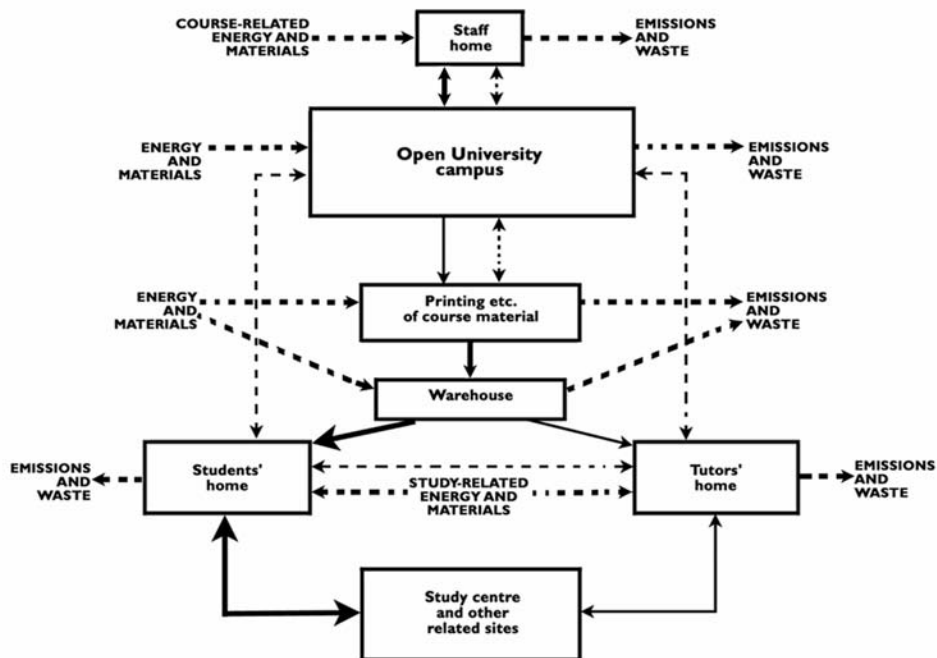 COURSE-RELATED
ENERGY AND
MATERIALS
Staff
home
EMISSIONS
AND
WASTE
ENERGY
AND
MATERIALS
Open University
campus
EMISSIONS
AND
WASTE
ENERGY
AND
MATERIALS
Printing etc.
of course material
EMISSIONS
AND
WASTE
Warehouse
EMISSIONS
AND
WASTE
Students'
home
STUDY-RELATED
ENERGY AND
MATERIALS
Tutors'
home
EMISSIONS
AND
WASTE
Study centre
and other
related sites